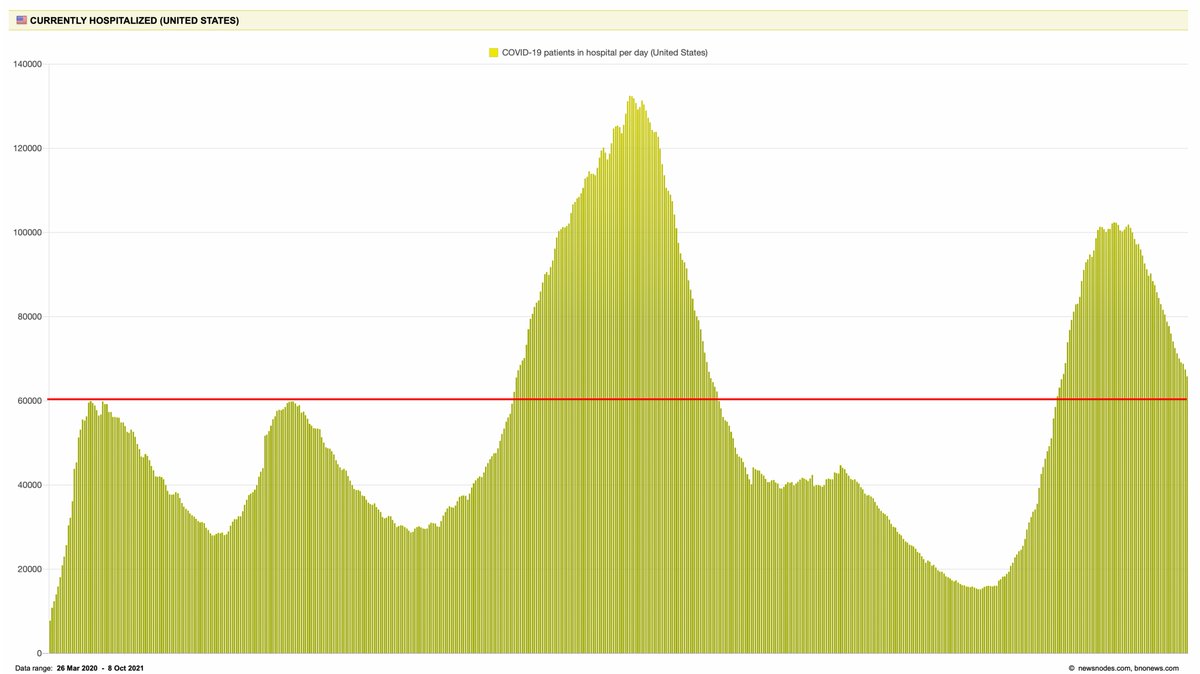 CURRENTLY HOSPITALIZED (UNITED STATES)
COVID-19 patients in hospital per day (United States)
140000
120000
100000
80000
60000
40000
20000
0
Data range: 26 Mar 2020 - 8 Oct 2021
© newsnodes.com, bnonews.com